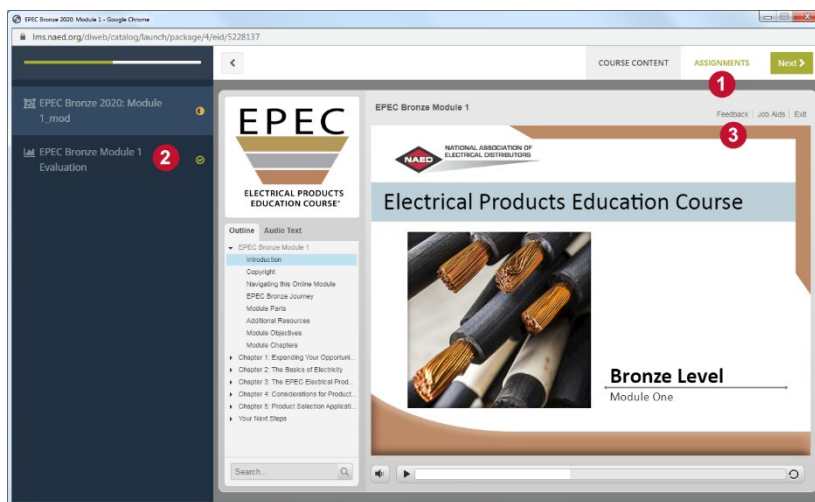 EPEC Bronze 2020: Module 1 - Google Chrome
lms.naed.org/diweb/catalog/launch/package/4/eid/5228137
COURSE CONTENT
ASSIGNMENTS
Next
1
EPEC Bronze 2020: Module
1_mod
EPEC Bronze Module 1
Evaluation
2
EPEC
ELECTRICAL PRODUCTS
EDUCATION COURSE
Outline Audio Text
EPEC Bronze Module 1
Introduction
Copyright
Navigating this Online Module
EPEC Bronze Journey
Module Parts
Additional Resources
Module Objectives
Module Chapters
Chapter 1: Expanding Your Opportuni...
Chapter 2: The Basics of Electricity
Chapter 3: The EPEC Electrical Prod...
Chapter 4: Considerations for Product...
Chapter 5: Product Selection Applicati...
Your Next Steps
Search...
EPEC Bronze Module 1
Feedback | Job Aids | Exit
3
NAED
NATIONAL ASSOCIATION OF
ELECTRICAL DISTRIBUTORS
Electrical Products Education Course
Bronze Level
Module One